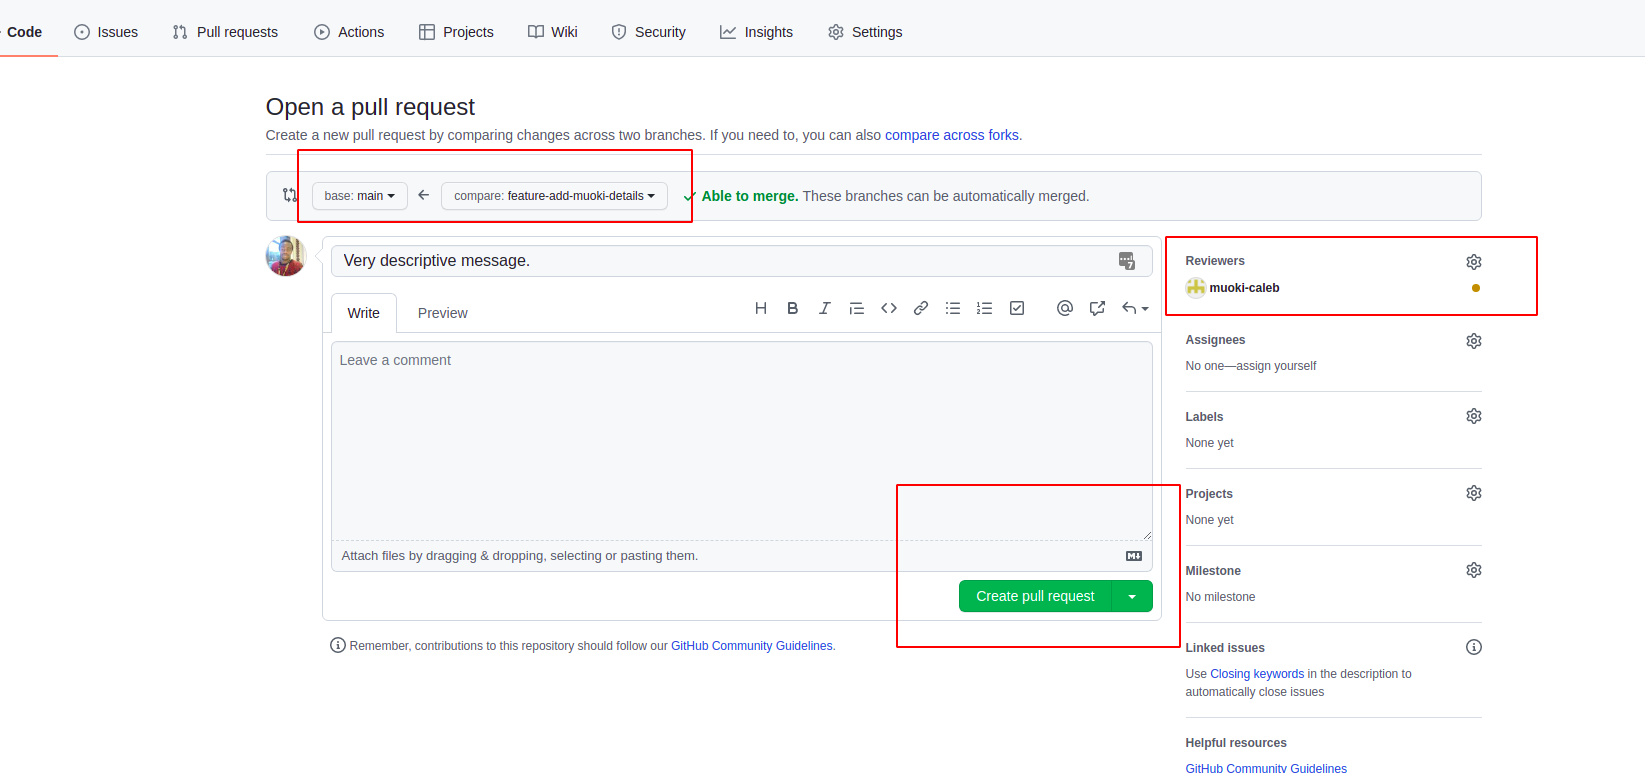 Code Issues Pull requests Actions Projects Wiki Security Insights Settings
Open a pull request
Create a new pull request by comparing changes across two branches. If you need to, you can also compare across forks.
base: main compare: feature-add-muoki-details Able to merge. These branches can be automatically merged.
Very descriptive message.
7
Write Preview
Leave a comment
Attach files by dragging & dropping, selecting or pasting them.
Create pull request
Remember, contributions to this repository should follow our GitHub Community Guidelines.
Reviewers
muoki-caleb
Assignees
No one—assign yourself
Labels
None yet
Projects
None yet
Milestone
No milestone
Linked issues
Use Closing keywords in the description to
automatically close issues
Helpful resources
GitHub Community Guidelines